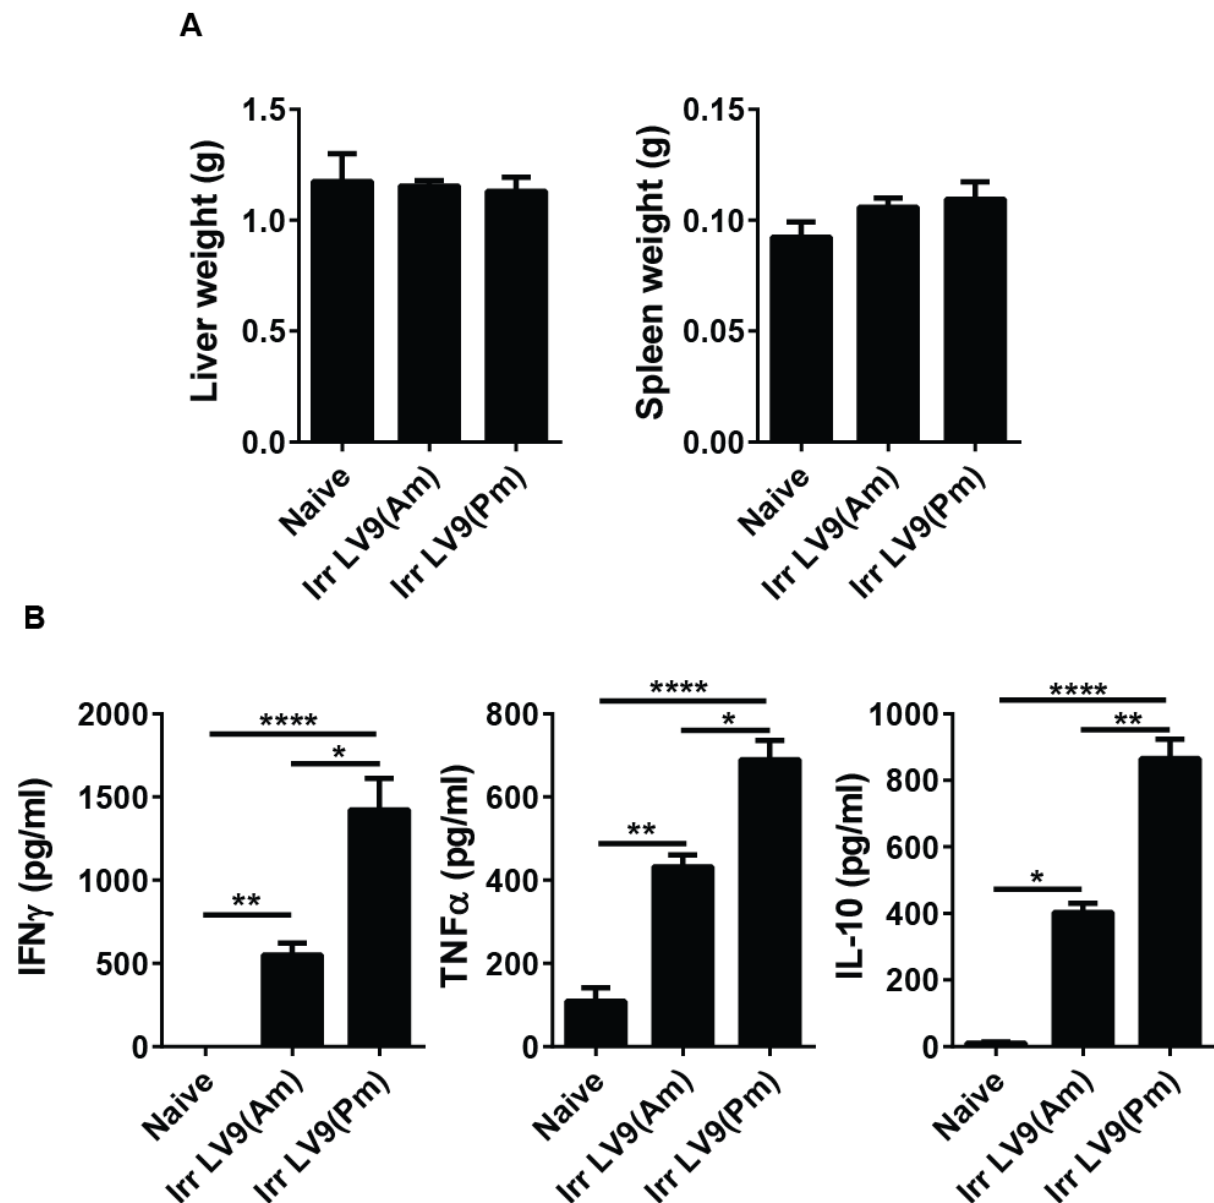 A
Liver weight (g)
1.5
1.0
0.5
0.0
Naive
Irr LV9(Am)
Irr LV9(Pm)
Spleen weight (g)
0.15
0.10
0.05
0.00
Naive
Irr LV9(Am)
Irr LV9(Pm)
B
IFNγ (pg/ml)
2000
1500
1000
500
0
****
*
**
Naive
Irr LV9(Am)
Irr LV9(Pm)
TNFα (pg/ml)
800
600
400
200
0
****
*
**
Naive
Irr LV9(Am)
Irr LV9(Pm)
IL-10 (pg/ml)
1000
800
600
400
200
0
****
**
*
Naive
Irr LV9(Am)
Irr LV9(Pm)